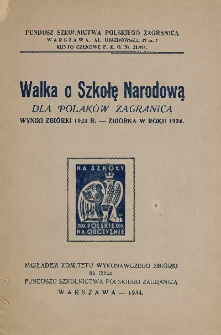 FUNDUSZ SZKOLNICTWA POLSKIEGO ZAGRANICĄ
WARSZAWA, AL. UJAZDOWSKA
KONTO CZEKOWE P. K. O. Nr
Walka o Szkołę Narodową
DLA POLAKÓW ZAGRANICĄ
WYNIKI ZBIÓRKI 1933 R. — ZBIÓRKA W ROKU 1934.
NA SZKOŁY
POLSKIE
NA OBCZYŹNIE
NAKŁADEM KOMITETU WYKONAWCZEGO ZBIÓRKI
na rzecz
FUNDUSZU SZKOLNICTWA POLSKIEGO ZAGRANICĄ
WARSZAWA — 1934.